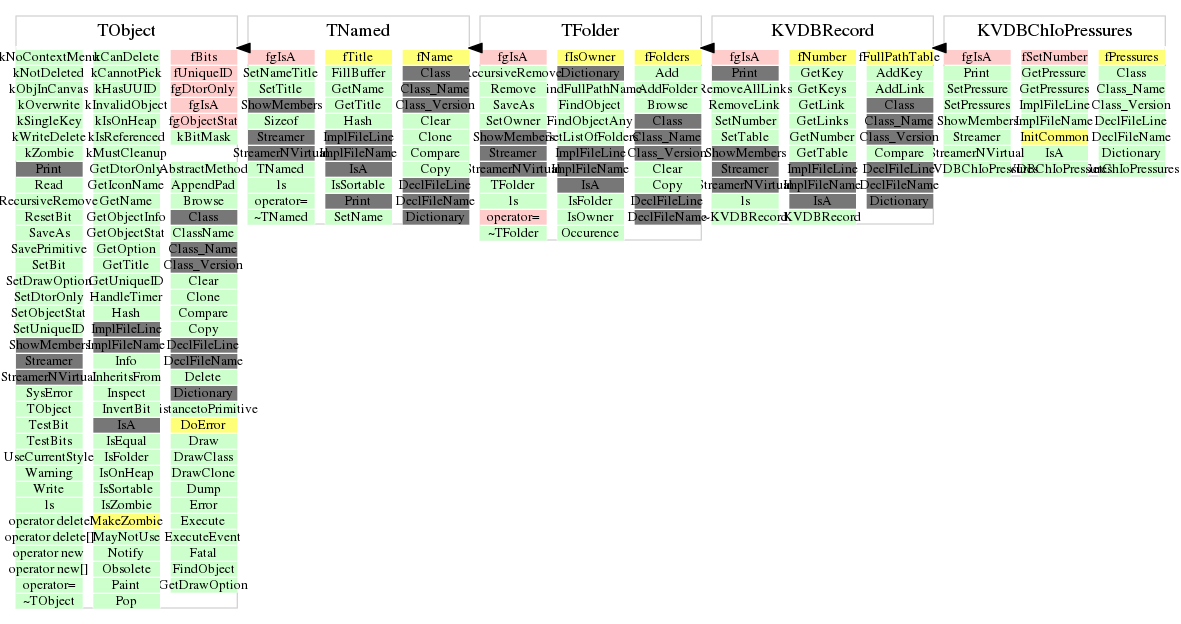 TObject
kNoContextMenu kCanDelete fBits
kNotDeleted kCannotPick fUniqueID
kObjInCanvas kHasUUID fgDtorOnly
kOverwrite kInvalidObject fgIsA
kSingleKey kIsOnHeap fgObjectStat
kWriteDelete kIsReferenced kBitMask
kZombie kMustCleanup
Print GetDtorOnly AbstractMethod
Read GetIconName AppendPad
RecursiveRemove GetName Browse
ResetBit GetObjectInfo Class
SaveAs GetObjectStat ClassName
SavePrimitive GetOption Class_Name
SetBit GetTitle Class_Version
SetDrawOption GetUniqueID Clear
SetDtorOnly HandleTimer Clone
SetObjectStat Hash Compare
SetUniqueID ImplFileLine Copy
ShowMembers ImplFileName DeclFileLine
Streamer Info DeclFileName
StreamerNVirtual InheritsFrom Delete
SysError Inspect Dictionary
TObject InvertBit istancetoPrimitive
TestBit IsA DoError
TestBits IsEqual Draw
UseCurrentStyle IsFolder DrawClass
Warning IsOnHeap DrawClone
Write IsSortable Dump
ls IsZombie Error
operator delete MakeZombie Execute
operator delete[] MayNotUse ExecuteEvent
operator new Notify Fatal
operator new[] Obsolete FindObject
operator= Paint GetDrawOption
~TObject Pop
TNamed
fgIsA fTitle fName
SetNameTitle FillBuffer Class
SetTitle GetName Class_Name
ShowMembers GetTitle Class_Version
Sizeof Hash Clear
Streamer ImplFileLine Clone
StreamerNVirtual ImplFileName Compare
TNamed IsA Copy
ls IsSortable DeclFileLine
operator= Print DeclFileName
~TNamed SetName Dictionary
TFolder
fgIsA fIsOwner fFolders
RecursiveRemove Dictionary Add
Remove FindFullPathName AddFolder
SaveAs FindObject Browse
SetOwner FindObjectAny Class
ShowMembers GetListOfFolders Class_Name
Streamer ImplFileLine Class_Version
StreamerNVirtual ImplFileName Clear
TFolder IsA Copy
ls IsFolder DeclFileLine
operator= IsOwner DeclFileName
~TFolder Occurence
KVDBRecord
fgIsA fNumber fFullPathTable
Print GetKey AddKey
RemoveAllLinks GetKeys AddLink
RemoveLink GetLink Class
SetNumber GetLinks Class_Name
SetTable GetNumber Class_Version
ShowMembers GetTable Compare
Streamer ImplFileLine DeclFileLine
StreamerNVirtual ImplFileName DeclFileName
ls IsA Dictionary
~KVDBRecord KVDBRecord
KVDBChIoPressures
fgIsA fSetNumber fPressures
Print GetPressure Class
SetPressure GetPressures Class_Name
SetPressures ImplFileLine Class_Version
ShowMembers ImplFileName DeclFileLine
Streamer InitCommon DeclFileName
StreamerNVirtual IsA Dictionary